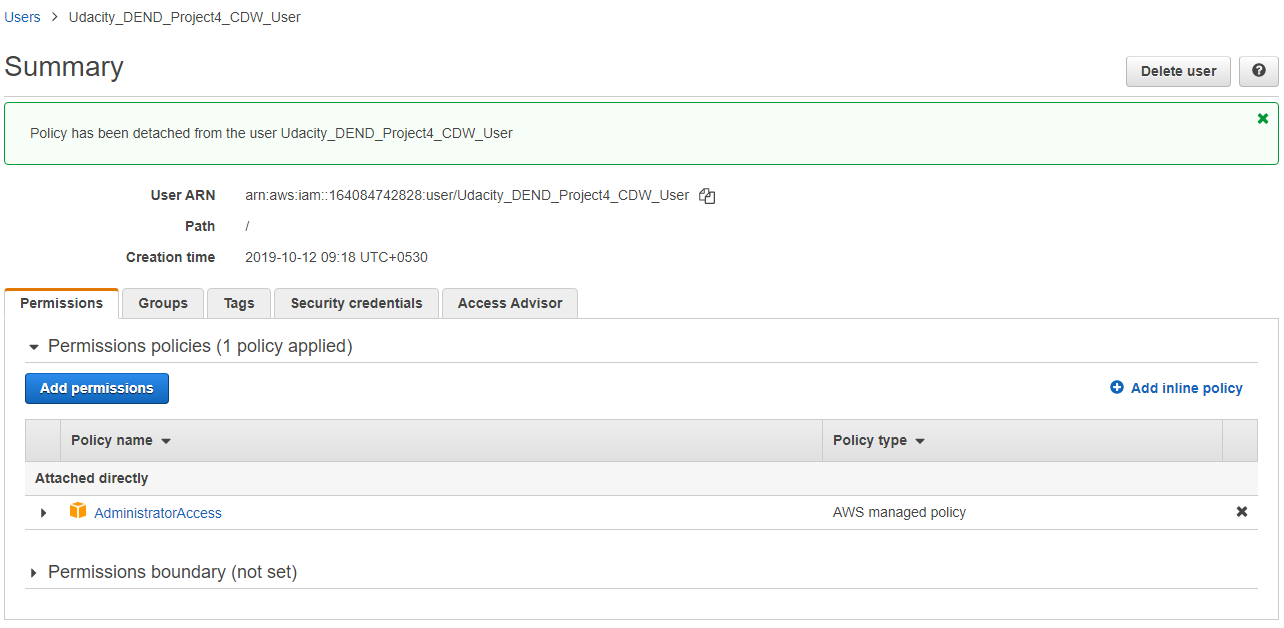 Users > Udacity_DEND_Project4_CDW_User
Summary
Delete user
?
Policy has been detached from the user Udacity_DEND_Project4_CDW_User
User ARN arn:aws:iam::164084742828:user/Udacity_DEND_Project4_CDW_User
Path /
Creation time 2019-10-12 09:18 UTC+0530
Permissions Groups Tags Security credentials Access Advisor
Permissions policies (1 policy applied)
Add permissions Add inline policy
Policy name Policy type
Attached directly
AdministratorAccess AWS managed policy
Permissions boundary (not set)